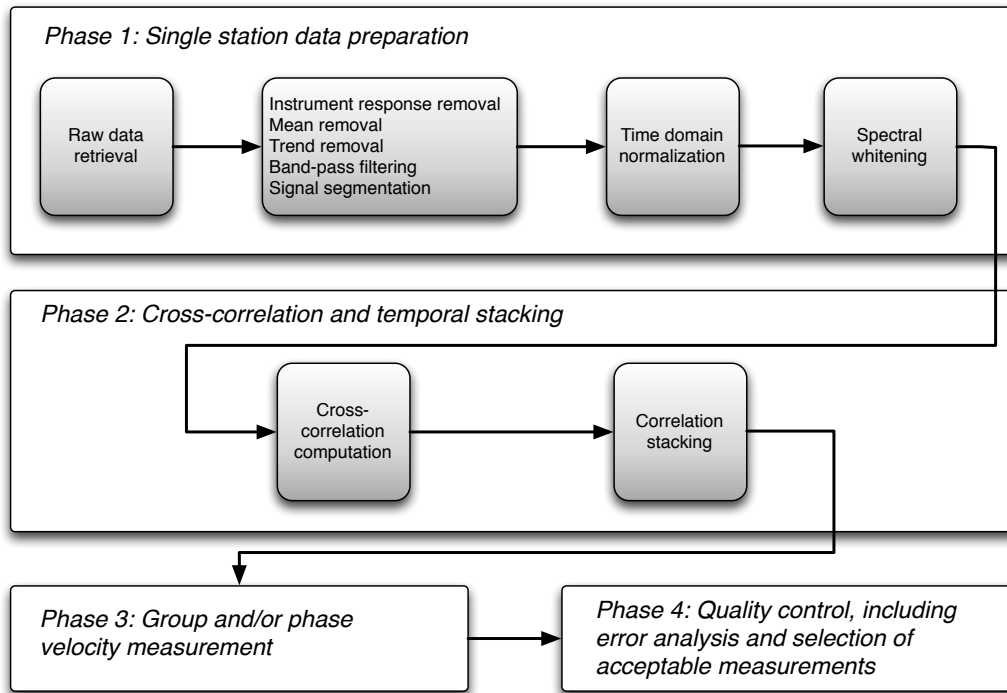 Phase 1: Single station data preparation
Raw data
retrieval
Instrument response removal
Mean removal
Trend removal
Band-pass filtering
Signal segmentation
Time domain
normalization
Spectral
whitening
Phase 2: Cross-correlation and temporal stacking
Cross-
correlation
computation
Correlation
stacking
Phase 3: Group and/or phase
velocity measurement
Phase 4: Quality control, including
error analysis and selection of
acceptable measurements